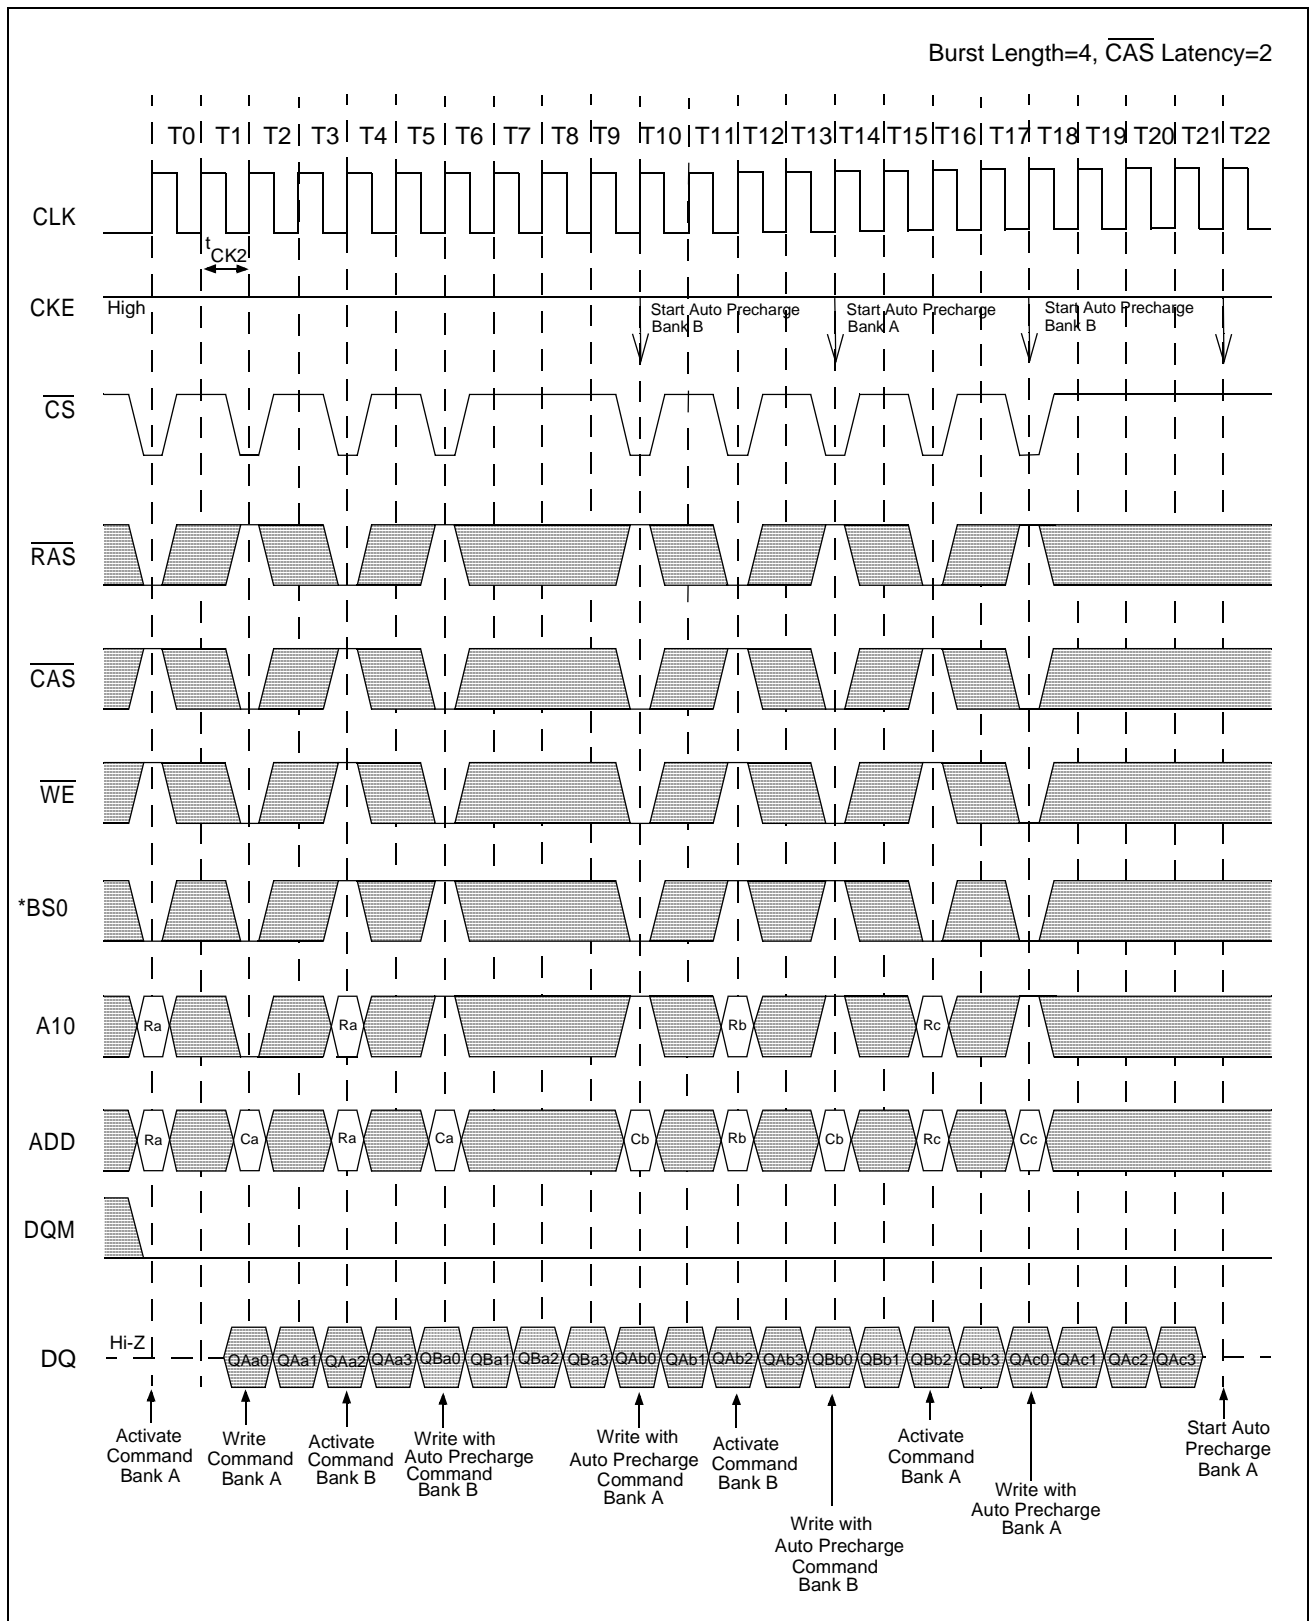 Burst Length=4, CAS Latency=2
T0 T1 T2 T3 T4 T5 T6 T7 T8 T9 T10 T11 T12 T13 T14 T15 T16 T17 T18 T19 T20 T21 T22
CLK
tCK2
CKE
High
Start Auto Precharge
Bank B
Start Auto Precharge
Bank A
Start Auto Precharge
Bank B
CS
RAS
CAS
WE
*BS0
A10
Ra Ra Rb Rc
ADD
Ra Ca Ra Ca Cb Rb Cb Rc Cc
DQM
DQ
Hi-Z
QAa0 QAa1 QAa2 QAa3 QBa0 QBa1 QBa2 QBa3 QAb0 QAb1 QAb2 QAb3 QBb0 QBb1 QBb2 QBb3 QAc0 QAc1 QAc2 QAc3
Activate
Command
Bank A
Write
Command
Bank A
Activate
Command
Bank B
Write with
Auto Precharge
Command
Bank B
Write with
Auto Precharge
Command
Bank A
Activate
Command
Bank B
Write with
Auto Precharge
Command
Bank B
Activate
Command
Bank A
Write with
Auto Precharge
Bank A
Start Auto
Precharge
Bank A